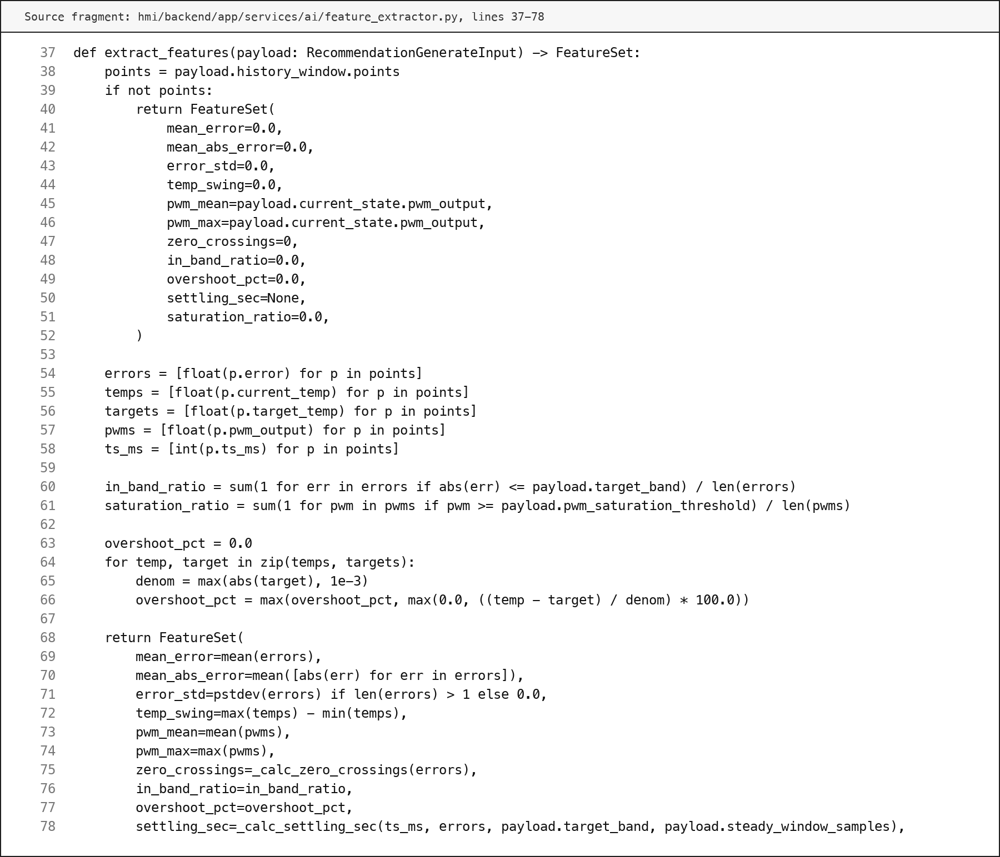 Source fragment: hmi/backend/app/services/ai/feature_extractor.py, lines 37–78
37 def extract_features(payload: RecommendationGenerateInput) −> FeatureSet:
38     points = payload.history_window.points
39     if not points:
40         return FeatureSet(
41             mean_error=0.0,
42             mean_abs_error=0.0,
43             error_std=0.0,
44             temp_swing=0.0,
45             pwm_mean=payload.current_state.pwm_output,
46             pwm_max=payload.current_state.pwm_output,
47             zero_crossings=0,
48             in_band_ratio=0.0,
49             overshoot_pct=0.0,
50             settling_sec=None,
51             saturation_ratio=0.0,
52         )
53
54     errors = [float(p.error) for p in points]
55     temps = [float(p.current_temp) for p in points]
56     targets = [float(p.target_temp) for p in points]
57     pwms = [float(p.pwm_output) for p in points]
58     ts_ms = [int(p.ts_ms) for p in points]
59
60     in_band_ratio = sum(1 for err in errors if abs(err) <= payload.target_band) / len(errors)
61     saturation_ratio = sum(1 for pwm in pwms if pwm >= payload.pwm_saturation_threshold) / len(pwms)
62
63     overshoot_pct = 0.0
64     for temp, target in zip(temps, targets):
65         denom = max(abs(target), 1e−3)
66         overshoot_pct = max(overshoot_pct, max(0.0, ((temp − target) / denom) * 100.0))
67
68     return FeatureSet(
69         mean_error=mean(errors),
70         mean_abs_error=mean([abs(err) for err in errors]),
71         error_std=pstdev(errors) if len(errors) > 1 else 0.0,
72         temp_swing=max(temps) − min(temps),
73         pwm_mean=mean(pwms),
74         pwm_max=max(pwms),
75         zero_crossings=_calc_zero_crossings(errors),
76         in_band_ratio=in_band_ratio,
77         overshoot_pct=overshoot_pct,
78         settling_sec=_calc_settling_sec(ts_ms, errors, payload.target_band, payload.steady_window_samples),